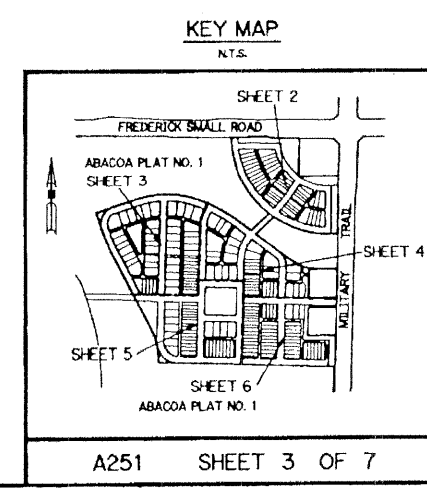 KEY MAP
N.T.S.
SHEET 2
FREDERICK SMALL ROAD
ABACOA PLAT NO. 1
SHEET 3
SHEET 4
MILITARY TRAIL
SHEET 5
SHEET 6
ABACOA PLAT NO. 1
A251 SHEET 3 OF 7